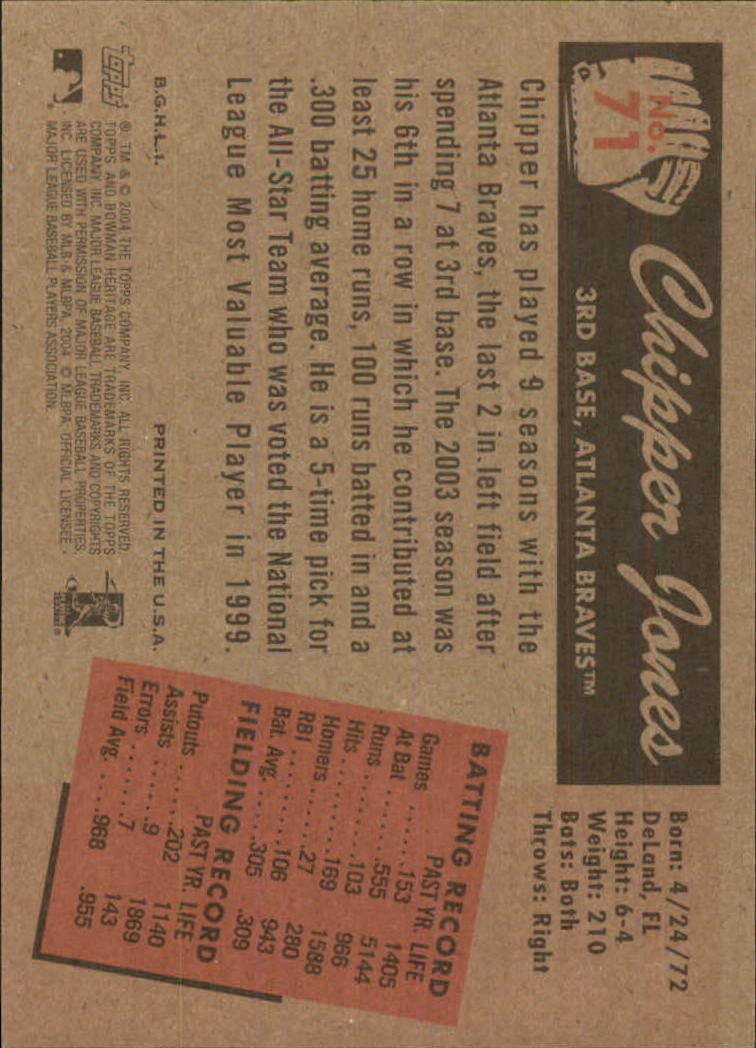 No.
71
Chipper Jones
3RD BASE, ATLANTA BRAVES™
Born: 4/24/72
DeLand, FL
Height: 6-4
Weight: 210
Bats: Both
Throws: Right
Chipper has played 9 seasons with the
Atlanta Braves, the last 2 in left field after
spending 7 at 3rd base. The 2003 season was
his 6th in a row in which he contributed at
least 25 home runs, 100 runs batted in and a
.300 batting average. He is a 5-time pick for
the All-Star Team who was voted the National
League Most Valuable Player in 1999.
BATTING RECORD
PAST YR. LIFE
Games .......153 1405
At Bat .......555 5144
Runs ........103 966
Hits ..........169 1588
Homers .......27 280
RBI ..........106 943
Bat. Avg. .....305 .309
FIELDING RECORD
PAST YR. LIFE
Putouts ......202 1140
Assists .......9 1869
Errors ........7 143
Field Avg. ....968 .955
B.G.H.L.I. PRINTED IN THE U.S.A.
Topps
®, TM & © 2004 THE TOPPS COMPANY, INC. ALL RIGHTS RESERVED.
TOPPS AND BOWMAN HERITAGE ARE TRADEMARKS OF THE TOPPS
COMPANY, INC. MAJOR LEAGUE BASEBALL TRADEMARKS AND COPYRIGHTS
ARE USED WITH PERMISSION OF MAJOR LEAGUE BASEBALL PROPERTIES,
INC. LICENSED BY MLB & MLBPA, 2004 © MLBPA, OFFICIAL LICENSEE -
MAJOR LEAGUE BASEBALL PLAYERS ASSOCIATION.